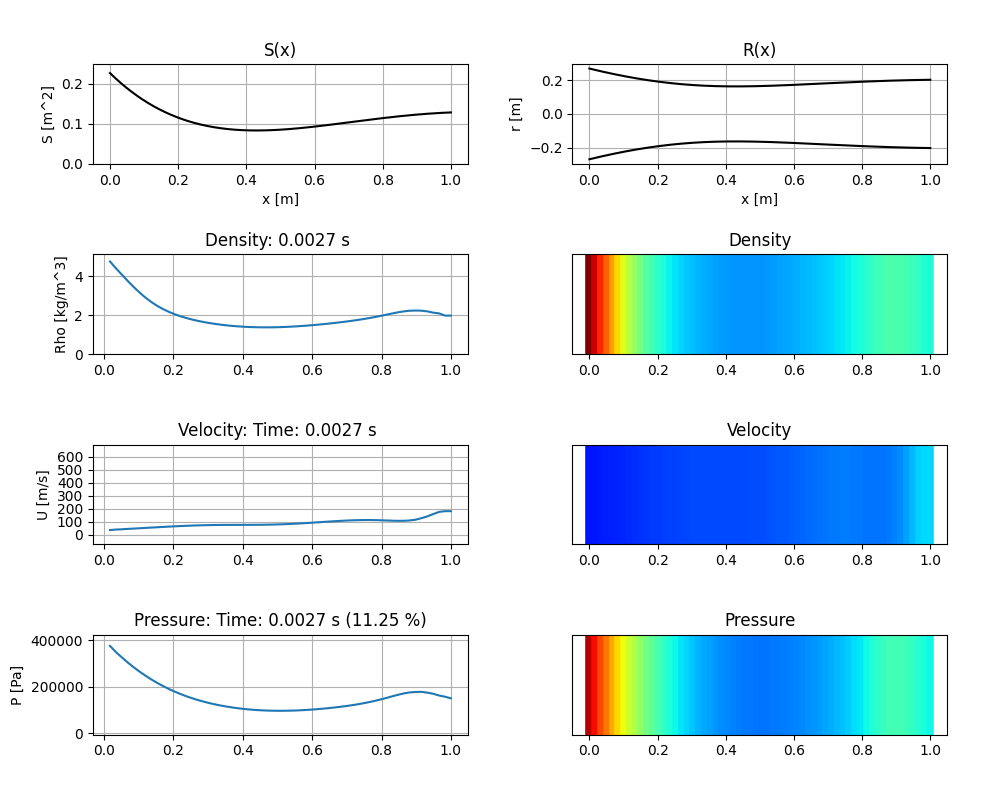 S(x)
S [m^2]
0.2
0.1
0.0
0.0 0.2 0.4 0.6 0.8 1.0
x [m]
R(x)
r [m]
0.2
0.0
−0.2
0.0 0.2 0.4 0.6 0.8 1.0
x [m]
Density: 0.0027 s
Rho [kg/m^3]
4
2
0
0.0 0.2 0.4 0.6 0.8 1.0
Density
0.0 0.2 0.4 0.6 0.8 1.0
Velocity: Time: 0.0027 s
U [m/s]
600
500
400
300
200
100
0
0.0 0.2 0.4 0.6 0.8 1.0
Velocity
0.0 0.2 0.4 0.6 0.8 1.0
Pressure: Time: 0.0027 s (11.25 %)
P [Pa]
400000
200000
0
0.0 0.2 0.4 0.6 0.8 1.0
Pressure
0.0 0.2 0.4 0.6 0.8 1.0